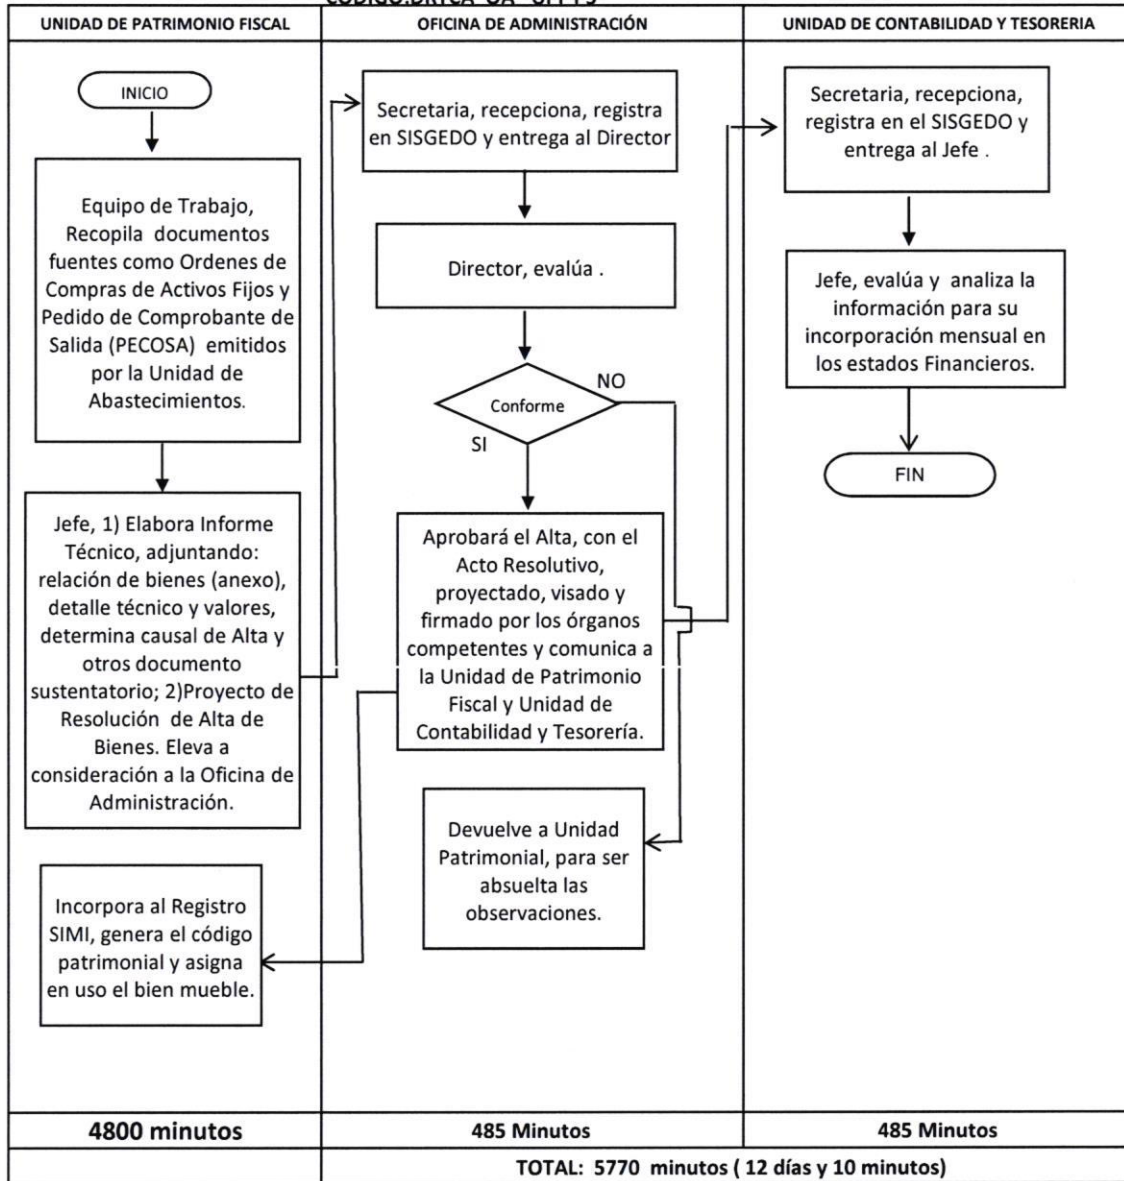 UNIDAD DE PATRIMONIO FISCAL
INICIO
Equipo de Trabajo,
Recopila documentos
fuentes como Ordenes de
Compras de Activos Fijos y
Pedido de Comprobante de
Salida (PECOSA) emitidos
por la Unidad de
Abastecimientos.
Jefe, 1) Elabora Informe
Técnico, adjuntando:
relación de bienes (anexo),
detalle técnico y valores,
determina causal de Alta y
otros documento
sustentatorio; 2)Proyecto de
Resolución de Alta de
Bienes. Eleva a
consideración a la Oficina de
Administración.
Incorpora al Registro
SIMI, genera el código
patrimonial y asigna
en uso el bien mueble.
4800 minutos
OFICINA DE ADMINISTRACIÓN
Secretaria, recepciona, registra
en SISGEDO y entrega al Director
Director, evalúa .
Conforme
NO
SI
Aprobará el Alta, con el
Acto Resolutivo,
proyectado, visado y
firmado por los órganos
competentes y comunica a
la Unidad de Patrimonio
Fiscal y Unidad de
Contabilidad y Tesorería.
Devuelve a Unidad
Patrimonial, para ser
absuelta las
observaciones.
485 Minutos
UNIDAD DE CONTABILIDAD Y TESORERIA
Secretaria, recepciona,
registra en el SISGEDO y
entrega al Jefe .
Jefe, evalúa y analiza la
información para su
incorporación mensual en
los estados Financieros.
FIN
485 Minutos
TOTAL: 5770 minutos ( 12 días y 10 minutos)